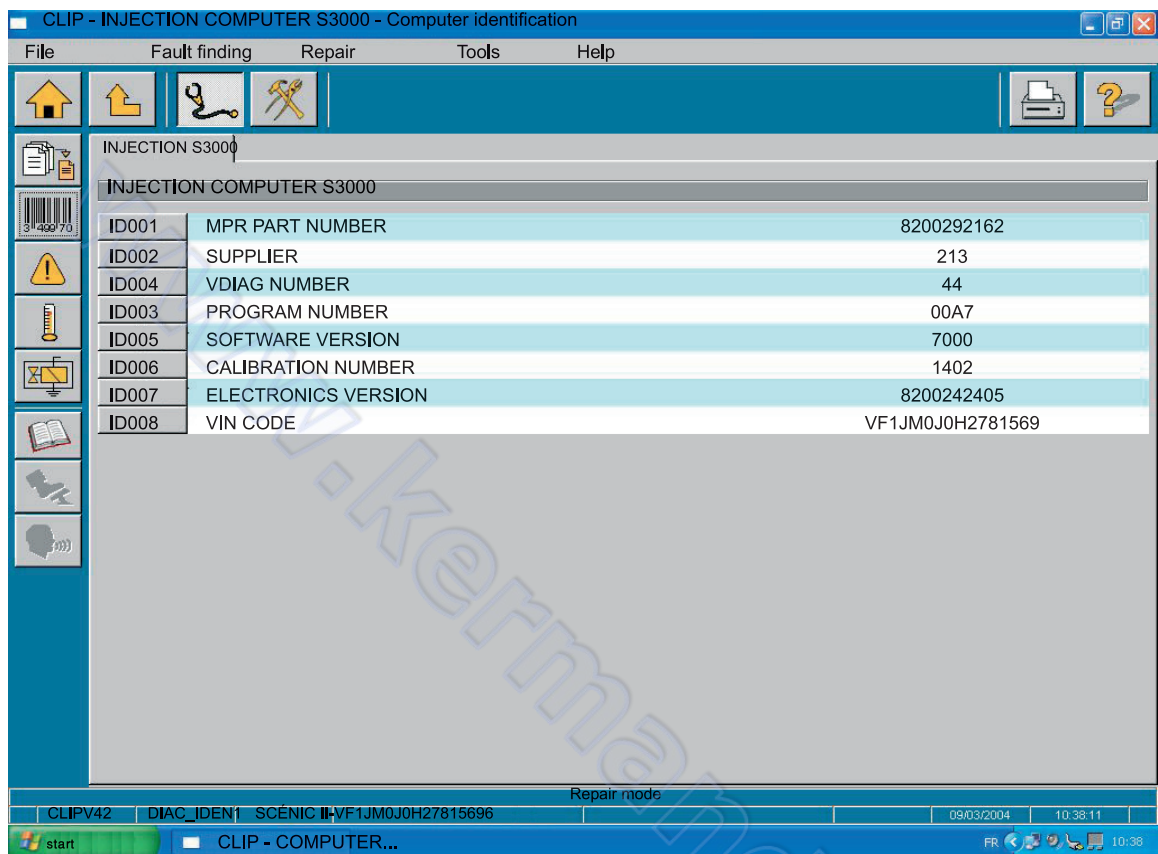 CLIP - INJECTION COMPUTER S3000 - Computer identification
File Fault finding Repair Tools Help
INJECTION S3000
INJECTION COMPUTER S3000
3 499 70
ID001 MPR PART NUMBER 8200292162
ID002 SUPPLIER 213
ID004 VDIAG NUMBER 44
ID003 PROGRAM NUMBER 00A7
ID005 SOFTWARE VERSION 7000
ID006 CALIBRATION NUMBER 1402
ID007 ELECTRONICS VERSION 8200242405
ID008 VIN CODE VF1JM0J0H2781569
Repair mode
CLIPV42 DIAC_IDEN1 SCÉNIC II-VF1JM0J0H27815696 09/03/2004 10:38:11
start CLIP - COMPUTER... FR 10:38